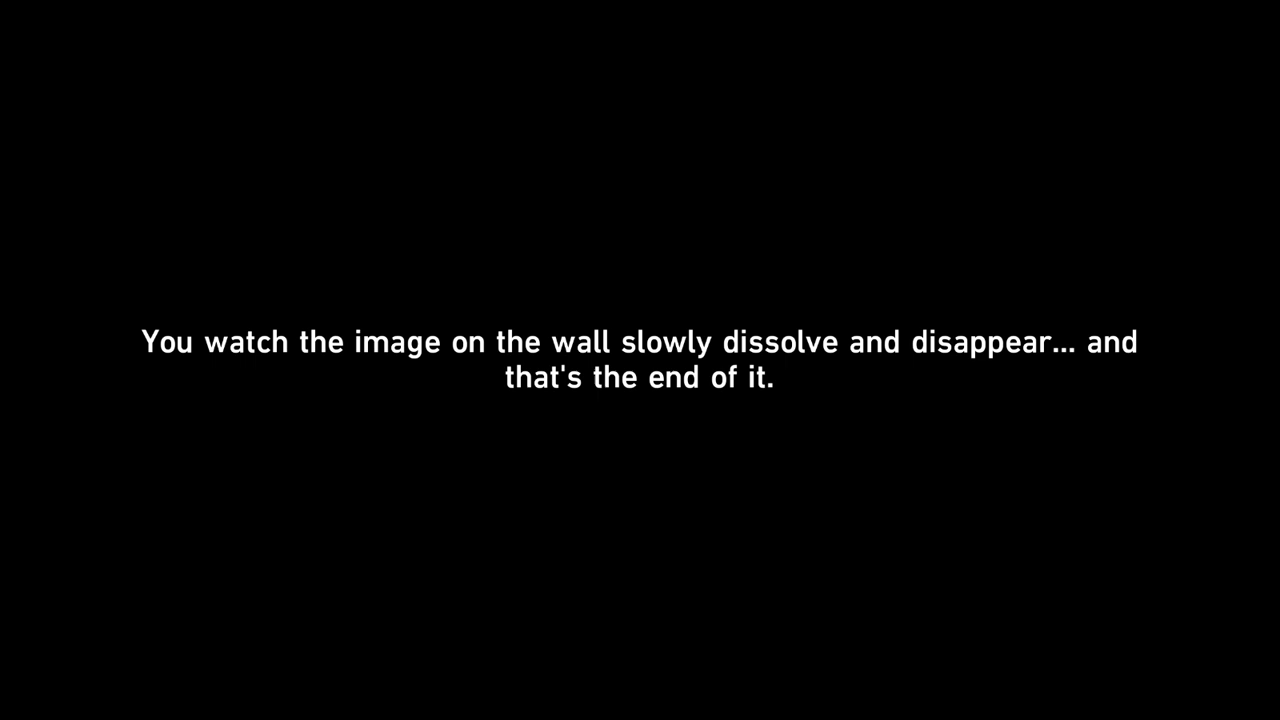 You watch the image on the wall slowly dissolve and disappear... and
that's the end of it.